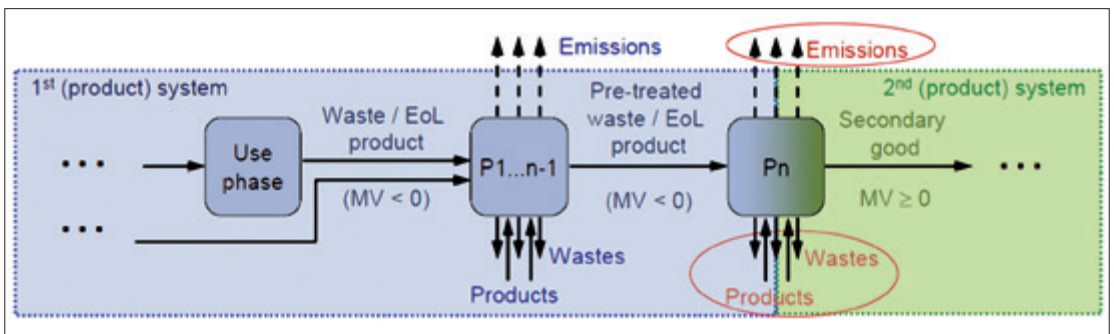 Emissions
Emissions
1st (product) system
2nd (product) system
Waste / EoL
product
Pre-treated
waste / EoL
product
Secondary
good
• • •
Use
phase
P1...n-1
Pn
• • •
(MV < 0)
(MV < 0)
MV ≥ 0
• • •
Wastes
Wastes
Products
Products